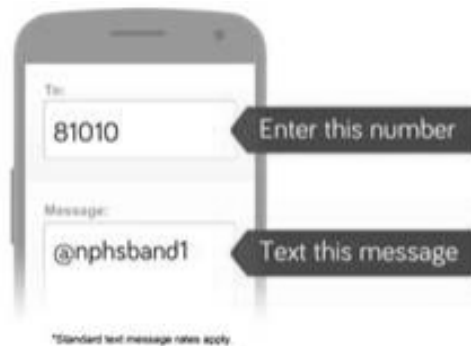 To:
81010
Enter this number
Message:
@nphsband1
Text this message
*Standard text message rates apply.